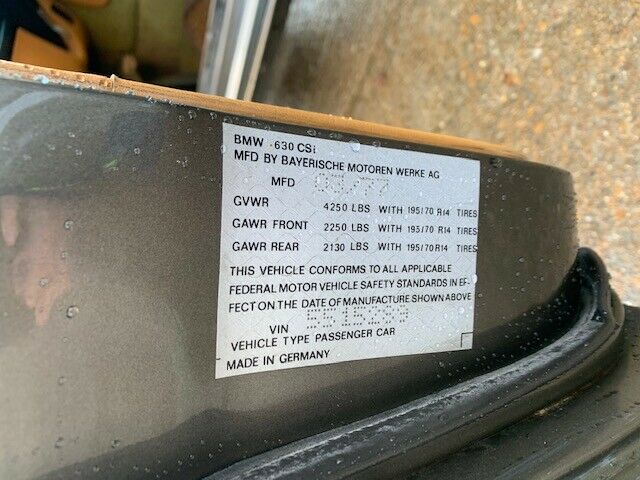 BMW 630 CSi
MFD BY BAYERISCHE MOTOREN WERKE AG
MFD /77
GVWR 4250 LBS WITH 195/70 R14 TIRES
GAWR FRONT 2250 LBS WITH 195/70 R14 TIRES
GAWR REAR 2130 LBS WITH 195/70 R14 TIRES
THIS VEHICLE CONFORMS TO ALL APPLICABLE
FEDERAL MOTOR VEHICLE SAFETY STANDARDS IN EF-
FECT ON THE DATE OF MANUFACTURE SHOWN ABOVE
VIN 5515299
VEHICLE TYPE PASSENGER CAR
MADE IN GERMANY